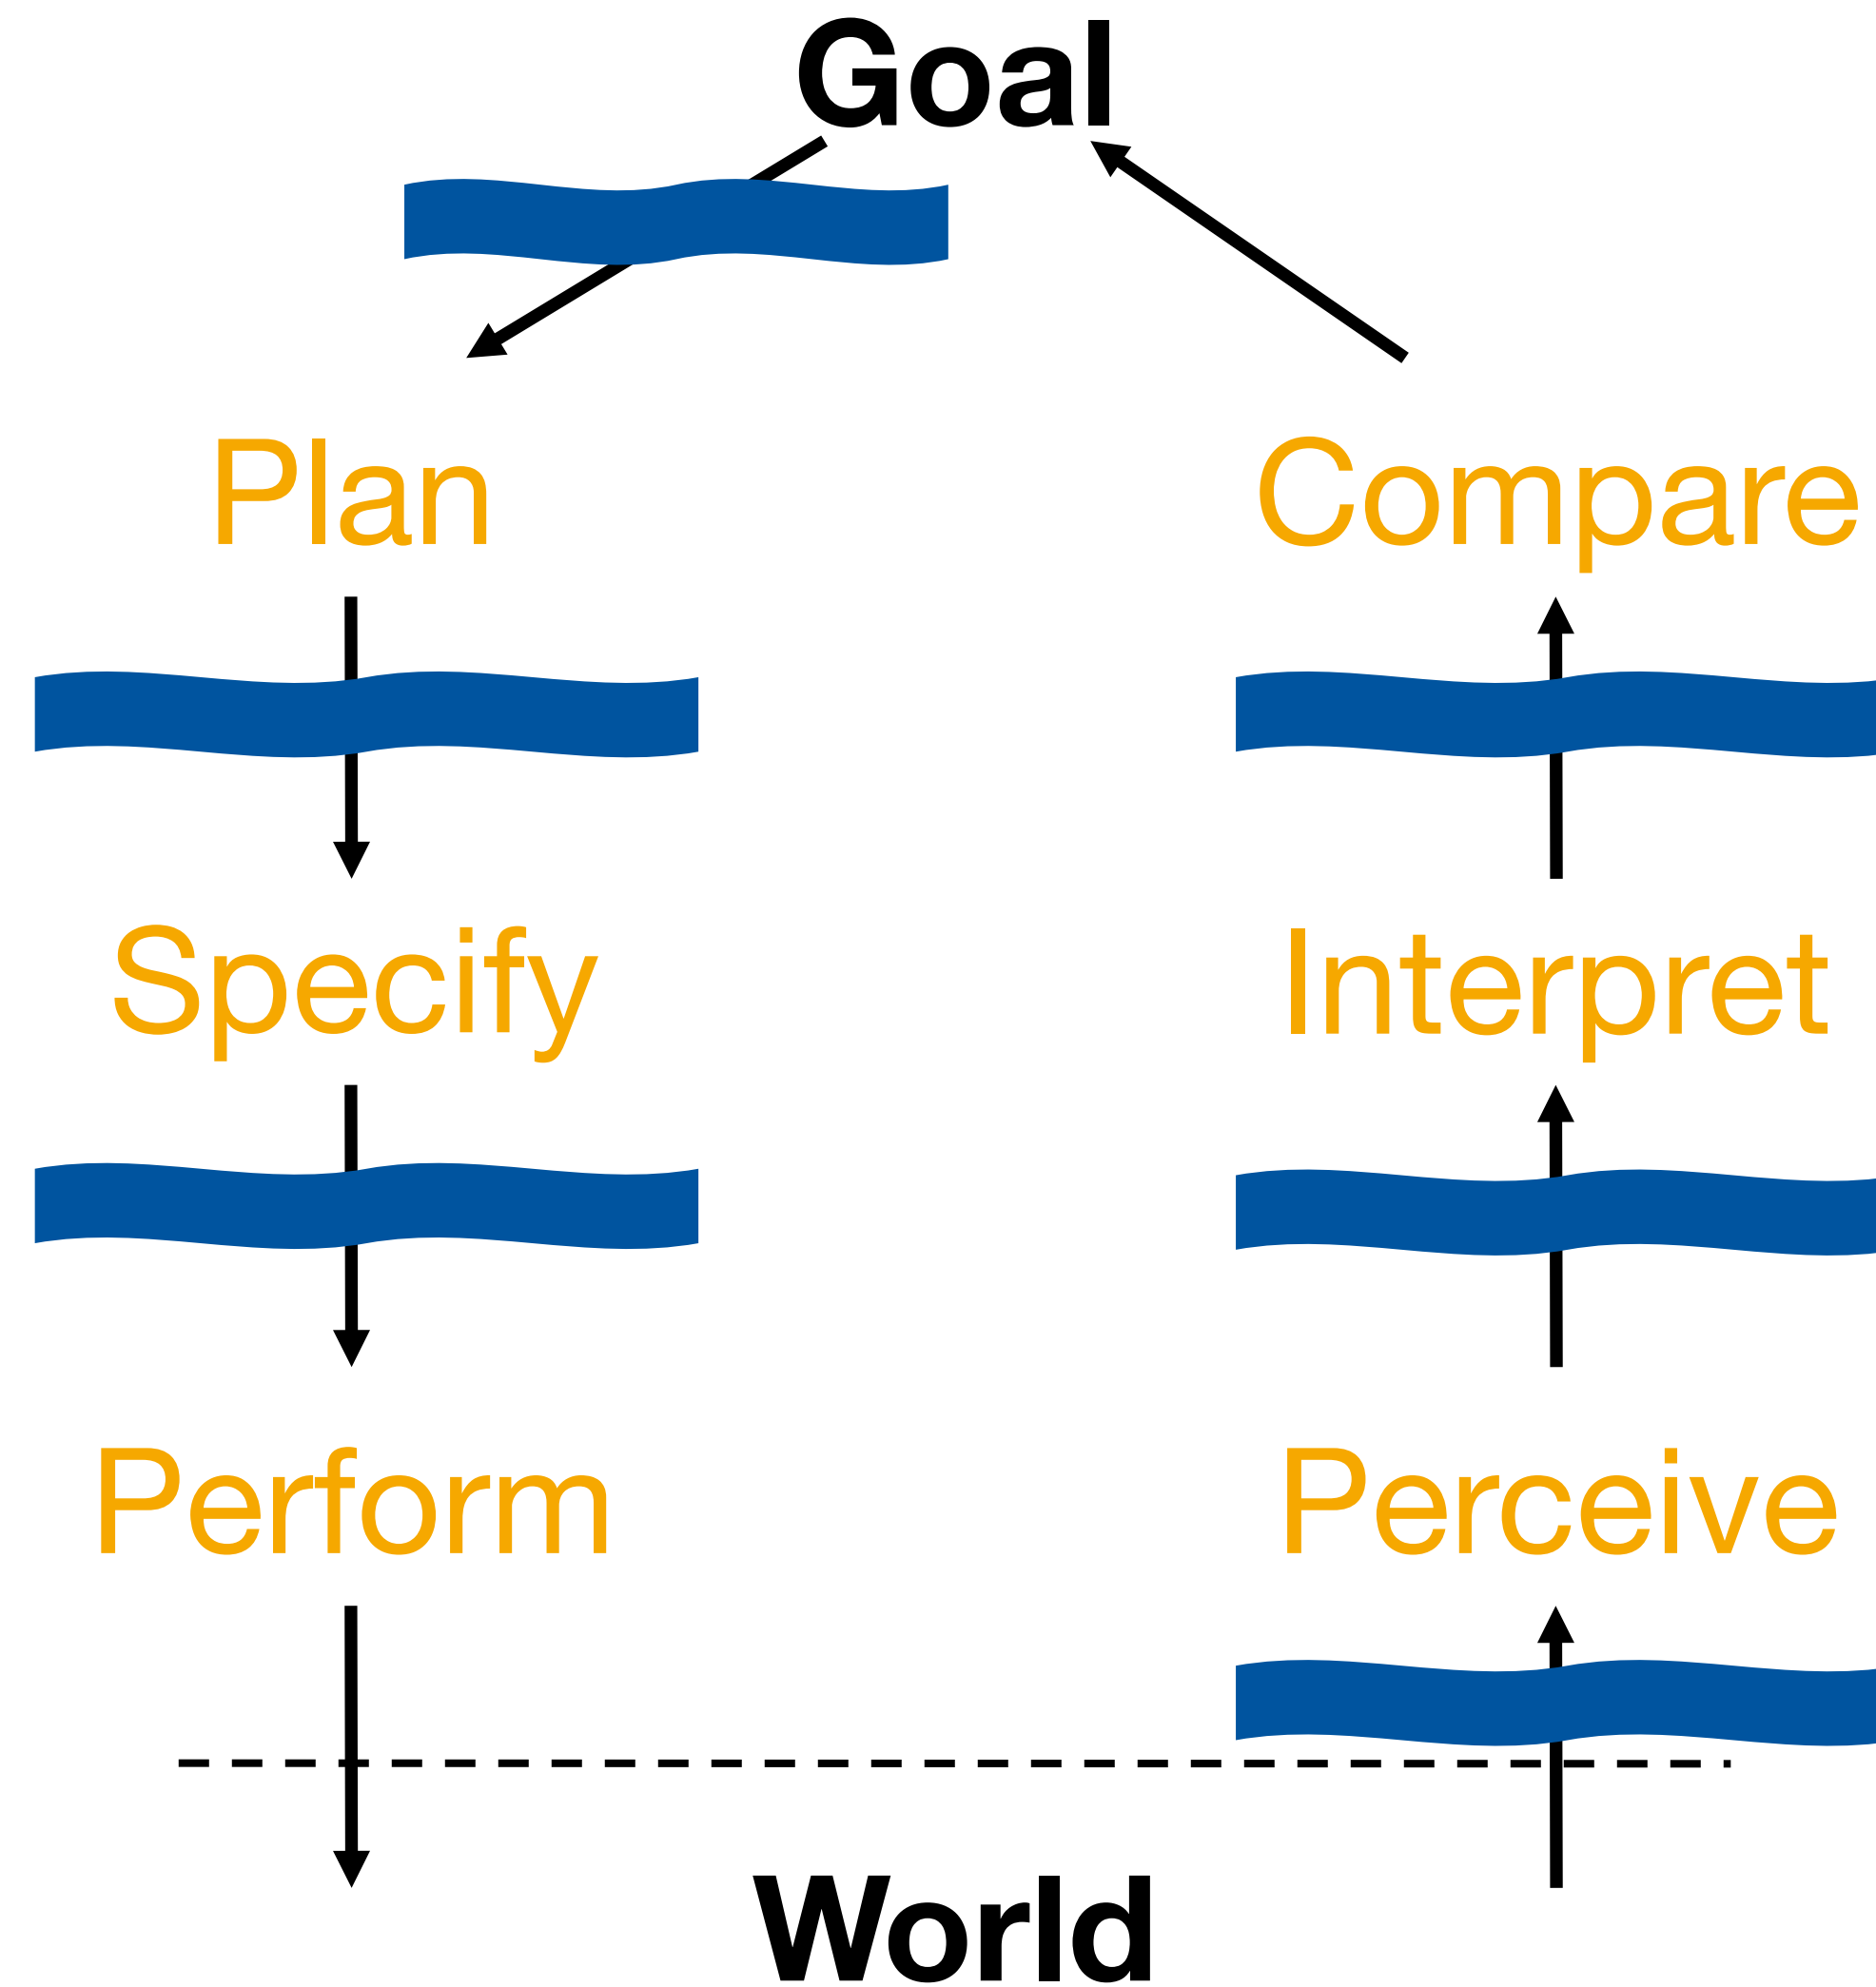 Goal
Plan
Compare
Specify
Interpret
Perform
Perceive
World